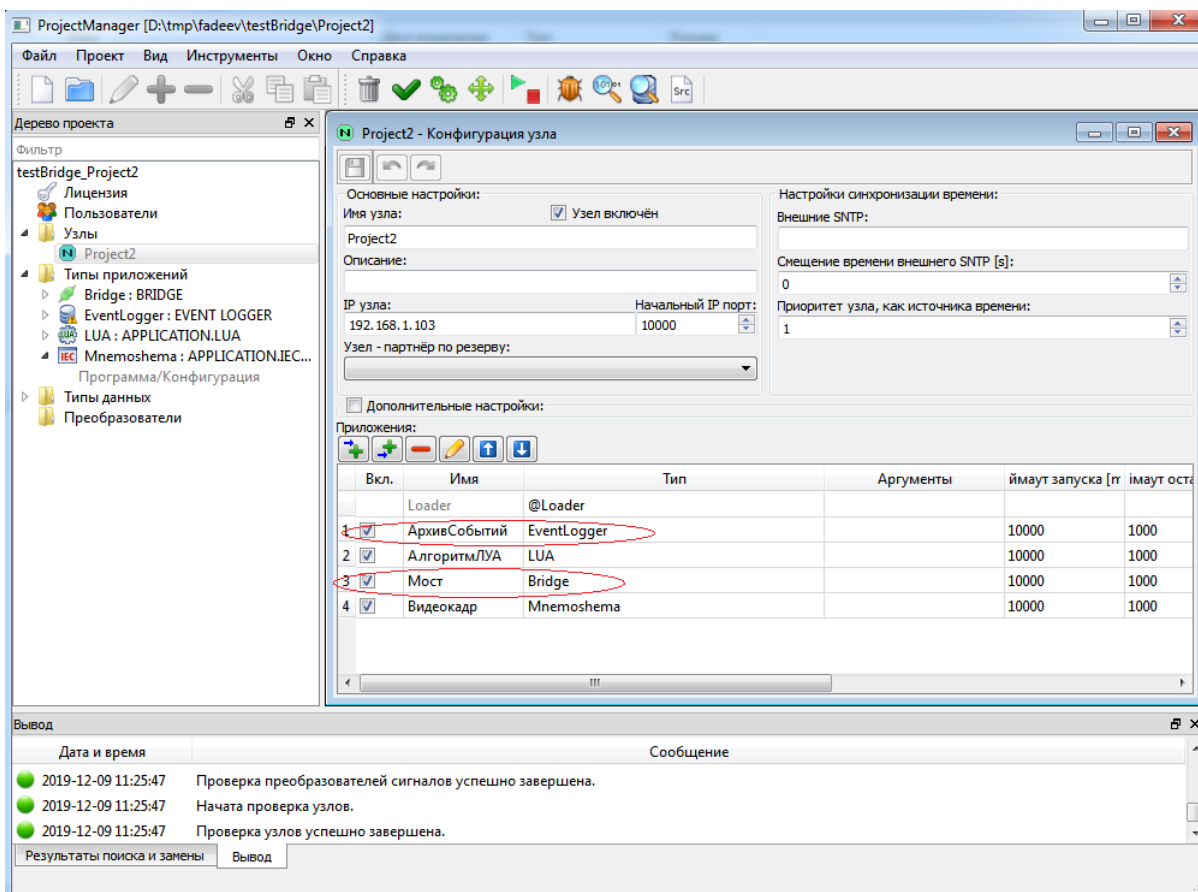 ProjectManager [D:\tmp\fadeev\testBridge\Project2]
Файл Проект Вид Инструменты Окно Справка
Src
Дерево проекта
Фильтр
testBridge_Project2
Лицензия
Пользователи
Узлы
Project2
Типы приложений
Bridge : BRIDGE
EventLogger : EVENT LOGGER
LUA : APPLICATION.LUA
IEC Mnemoshema : APPLICATION.IEC...
Программа/Конфигурация
Типы данных
Преобразователи
Project2 - Конфигурация узла
Основные настройки:
Имя узла: Узел включён
Project2
Описание:
IP узла: Начальный IP порт:
192.168.1.103 10000
Узел - партнёр по резерву:
Настройки синхронизации времени:
Внешние SNTP:
Смещение времени внешнего SNTP [s]:
0
Приоритет узла, как источника времени:
1
Дополнительные настройки:
Приложения:
Вкл. Имя Тип Аргументы ймаут запуска [m імаут оста
Loader @Loader
1 АрхивСобытий EventLogger 10000 1000
2 АлгоритмЛУА LUA 10000 1000
3 Мост Bridge 10000 1000
4 Видеокадр Mnemoshema 10000 1000
Вывод
Дата и время Сообщение
2019-12-09 11:25:47 Проверка преобразователей сигналов успешно завершена.
2019-12-09 11:25:47 Начата проверка узлов.
2019-12-09 11:25:47 Проверка узлов успешно завершена.
Результаты поиска и замены Вывод